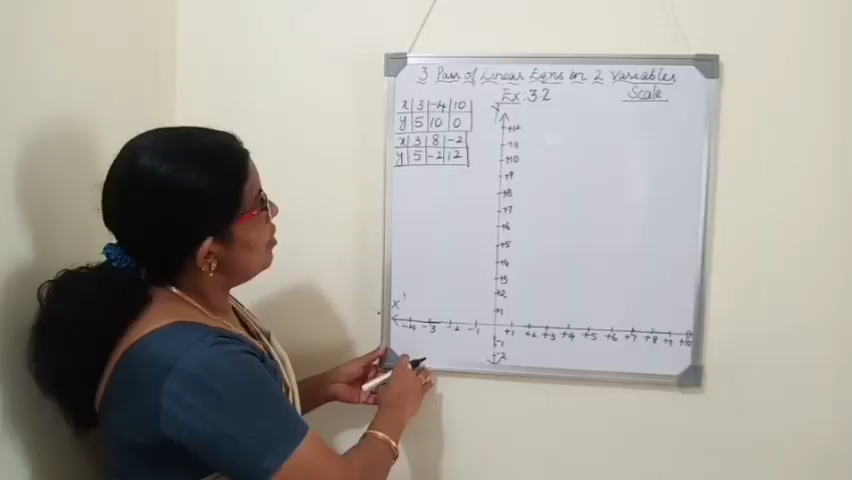 3 Pair of Linear Eqns in 2 Variables
Ex: 3.2
Scale
x 3 -4 10
y 5 10 0
x 3 8 -2
y 5 -2 12
Y
+12
+11
+10
+9
+8
+7
+6
+5
+4
+3
+2
+1
X'
-4 -3 -2 -1 +1 +2 +3 +4 +5 +6 +7 +8 +9 +10
-1
-2